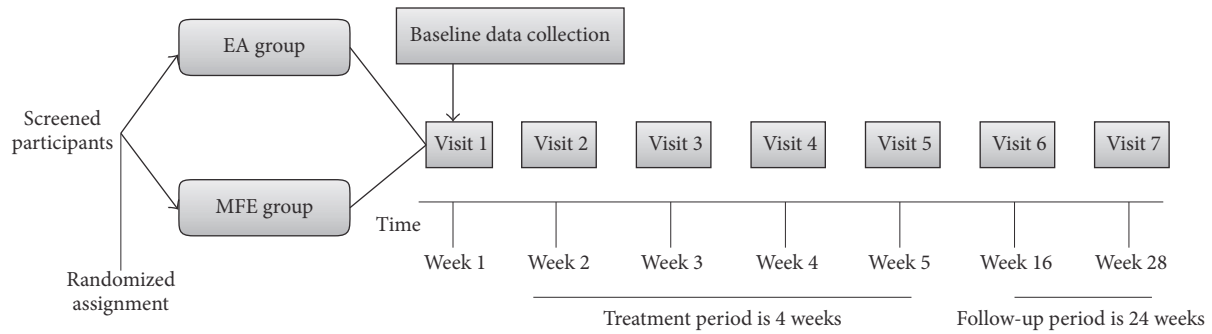 EA group
Baseline data collection
Screened
participants
Visit 1
Visit 2
Visit 3
Visit 4
Visit 5
Visit 6
Visit 7
MFE group
Time
Week 1
Week 2
Week 3
Week 4
Week 5
Week 16
Week 28
Randomized
assignment
Treatment period is 4 weeks
Follow-up period is 24 weeks